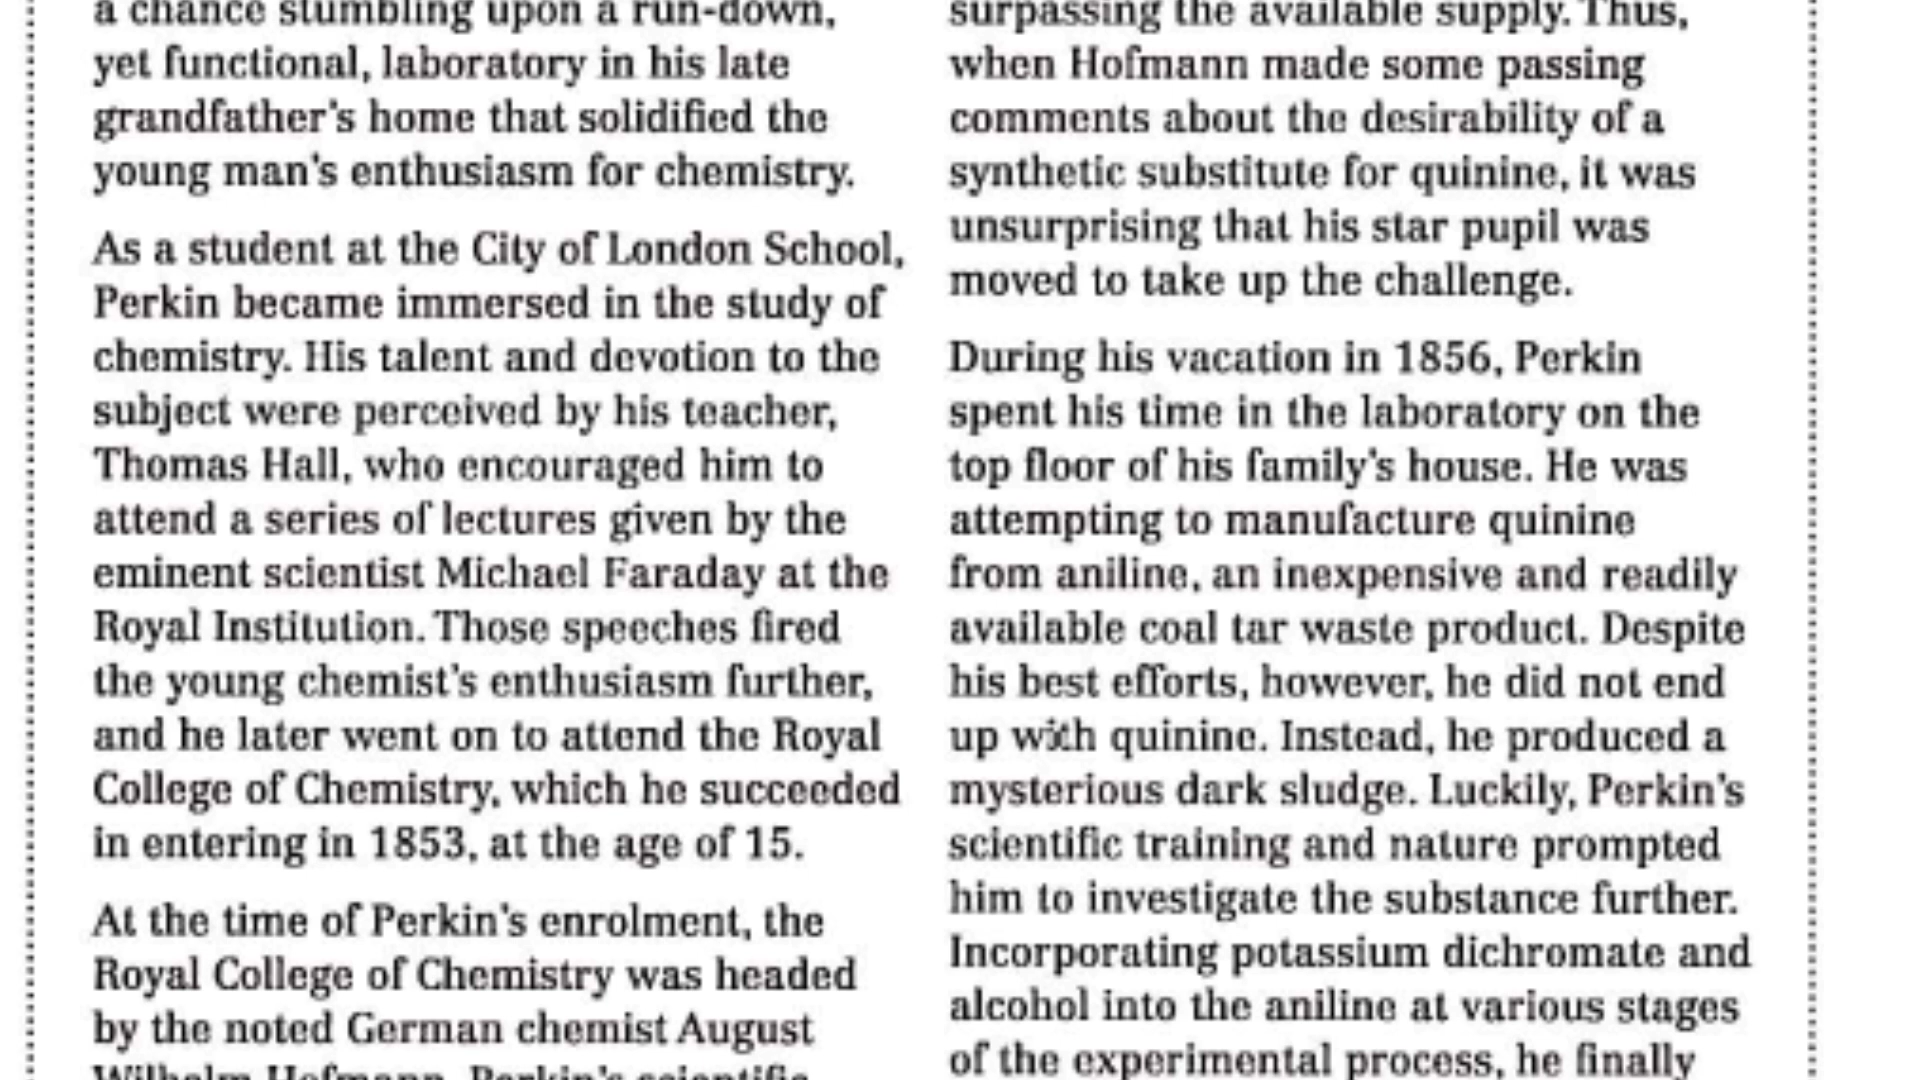 a chance stumbling upon a run-down,
yet functional, laboratory in his late
grandfather's home that solidified the
young man's enthusiasm for chemistry.
As a student at the City of London School,
Perkin became immersed in the study of
chemistry. His talent and devotion to the
subject were perceived by his teacher,
Thomas Hall, who encouraged him to
attend a series of lectures given by the
eminent scientist Michael Faraday at the
Royal Institution. Those speeches fired
the young chemist's enthusiasm further,
and he later went on to attend the Royal
College of Chemistry, which he succeeded
in entering in 1853, at the age of 15.
At the time of Perkin's enrolment, the
Royal College of Chemistry was headed
by the noted German chemist August
Wilhelm Hofmann. Perkin's scientific
surpassing the available supply. Thus,
when Hofmann made some passing
comments about the desirability of a
synthetic substitute for quinine, it was
unsurprising that his star pupil was
moved to take up the challenge.
During his vacation in 1856, Perkin
spent his time in the laboratory on the
top floor of his family's house. He was
attempting to manufacture quinine
from aniline, an inexpensive and readily
available coal tar waste product. Despite
his best efforts, however, he did not end
up with quinine. Instead, he produced a
mysterious dark sludge. Luckily, Perkin's
scientific training and nature prompted
him to investigate the substance further.
Incorporating potassium dichromate and
alcohol into the aniline at various stages
of the experimental process, he finally